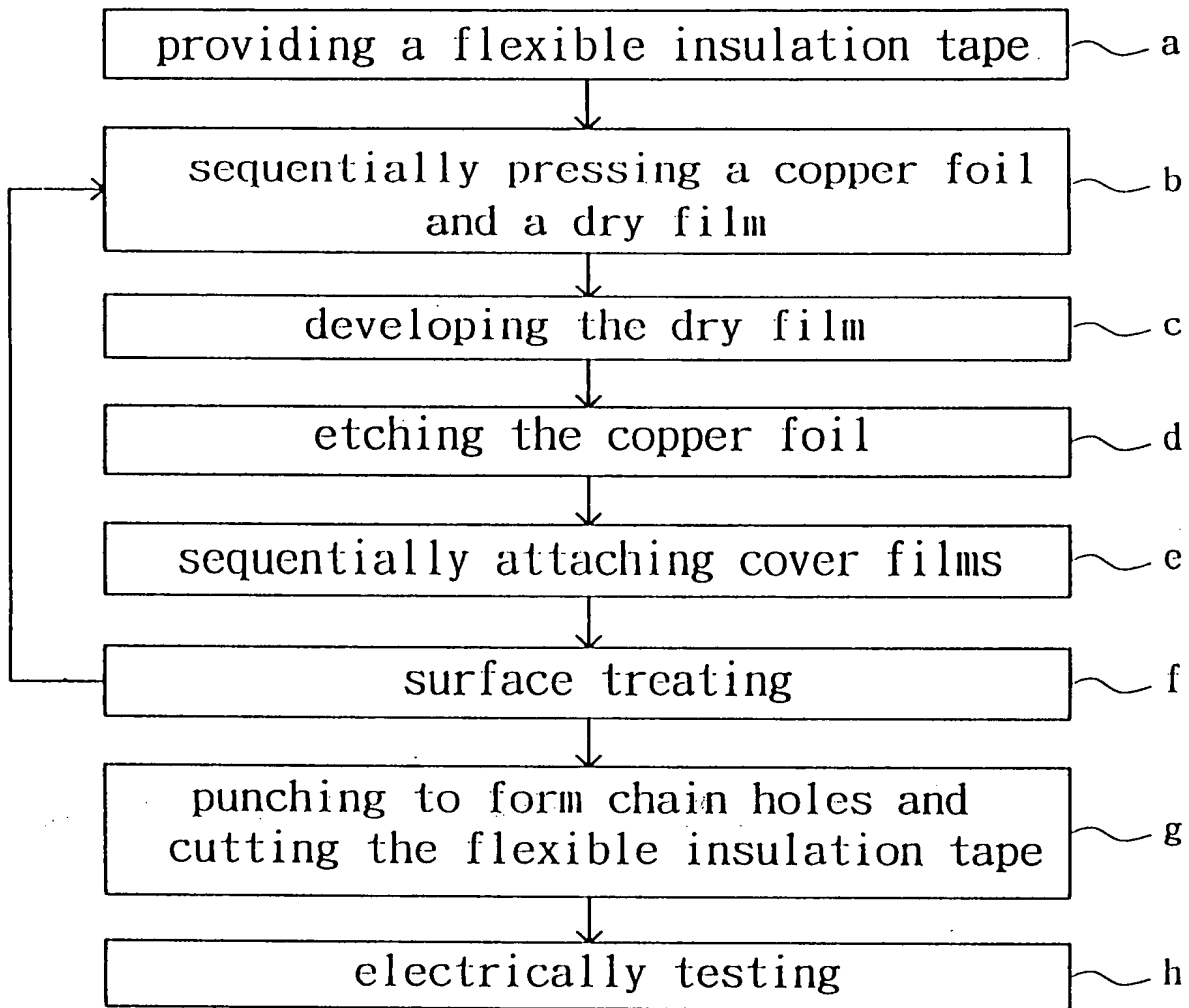 providing a flexible insulation tape a
sequentially pressing a copper foil
and a dry film b
developing the dry film c
etching the copper foil d
sequentially attaching cover films e
surface treating f
punching to form chain holes and
cutting the flexible insulation tape g
electrically testing h